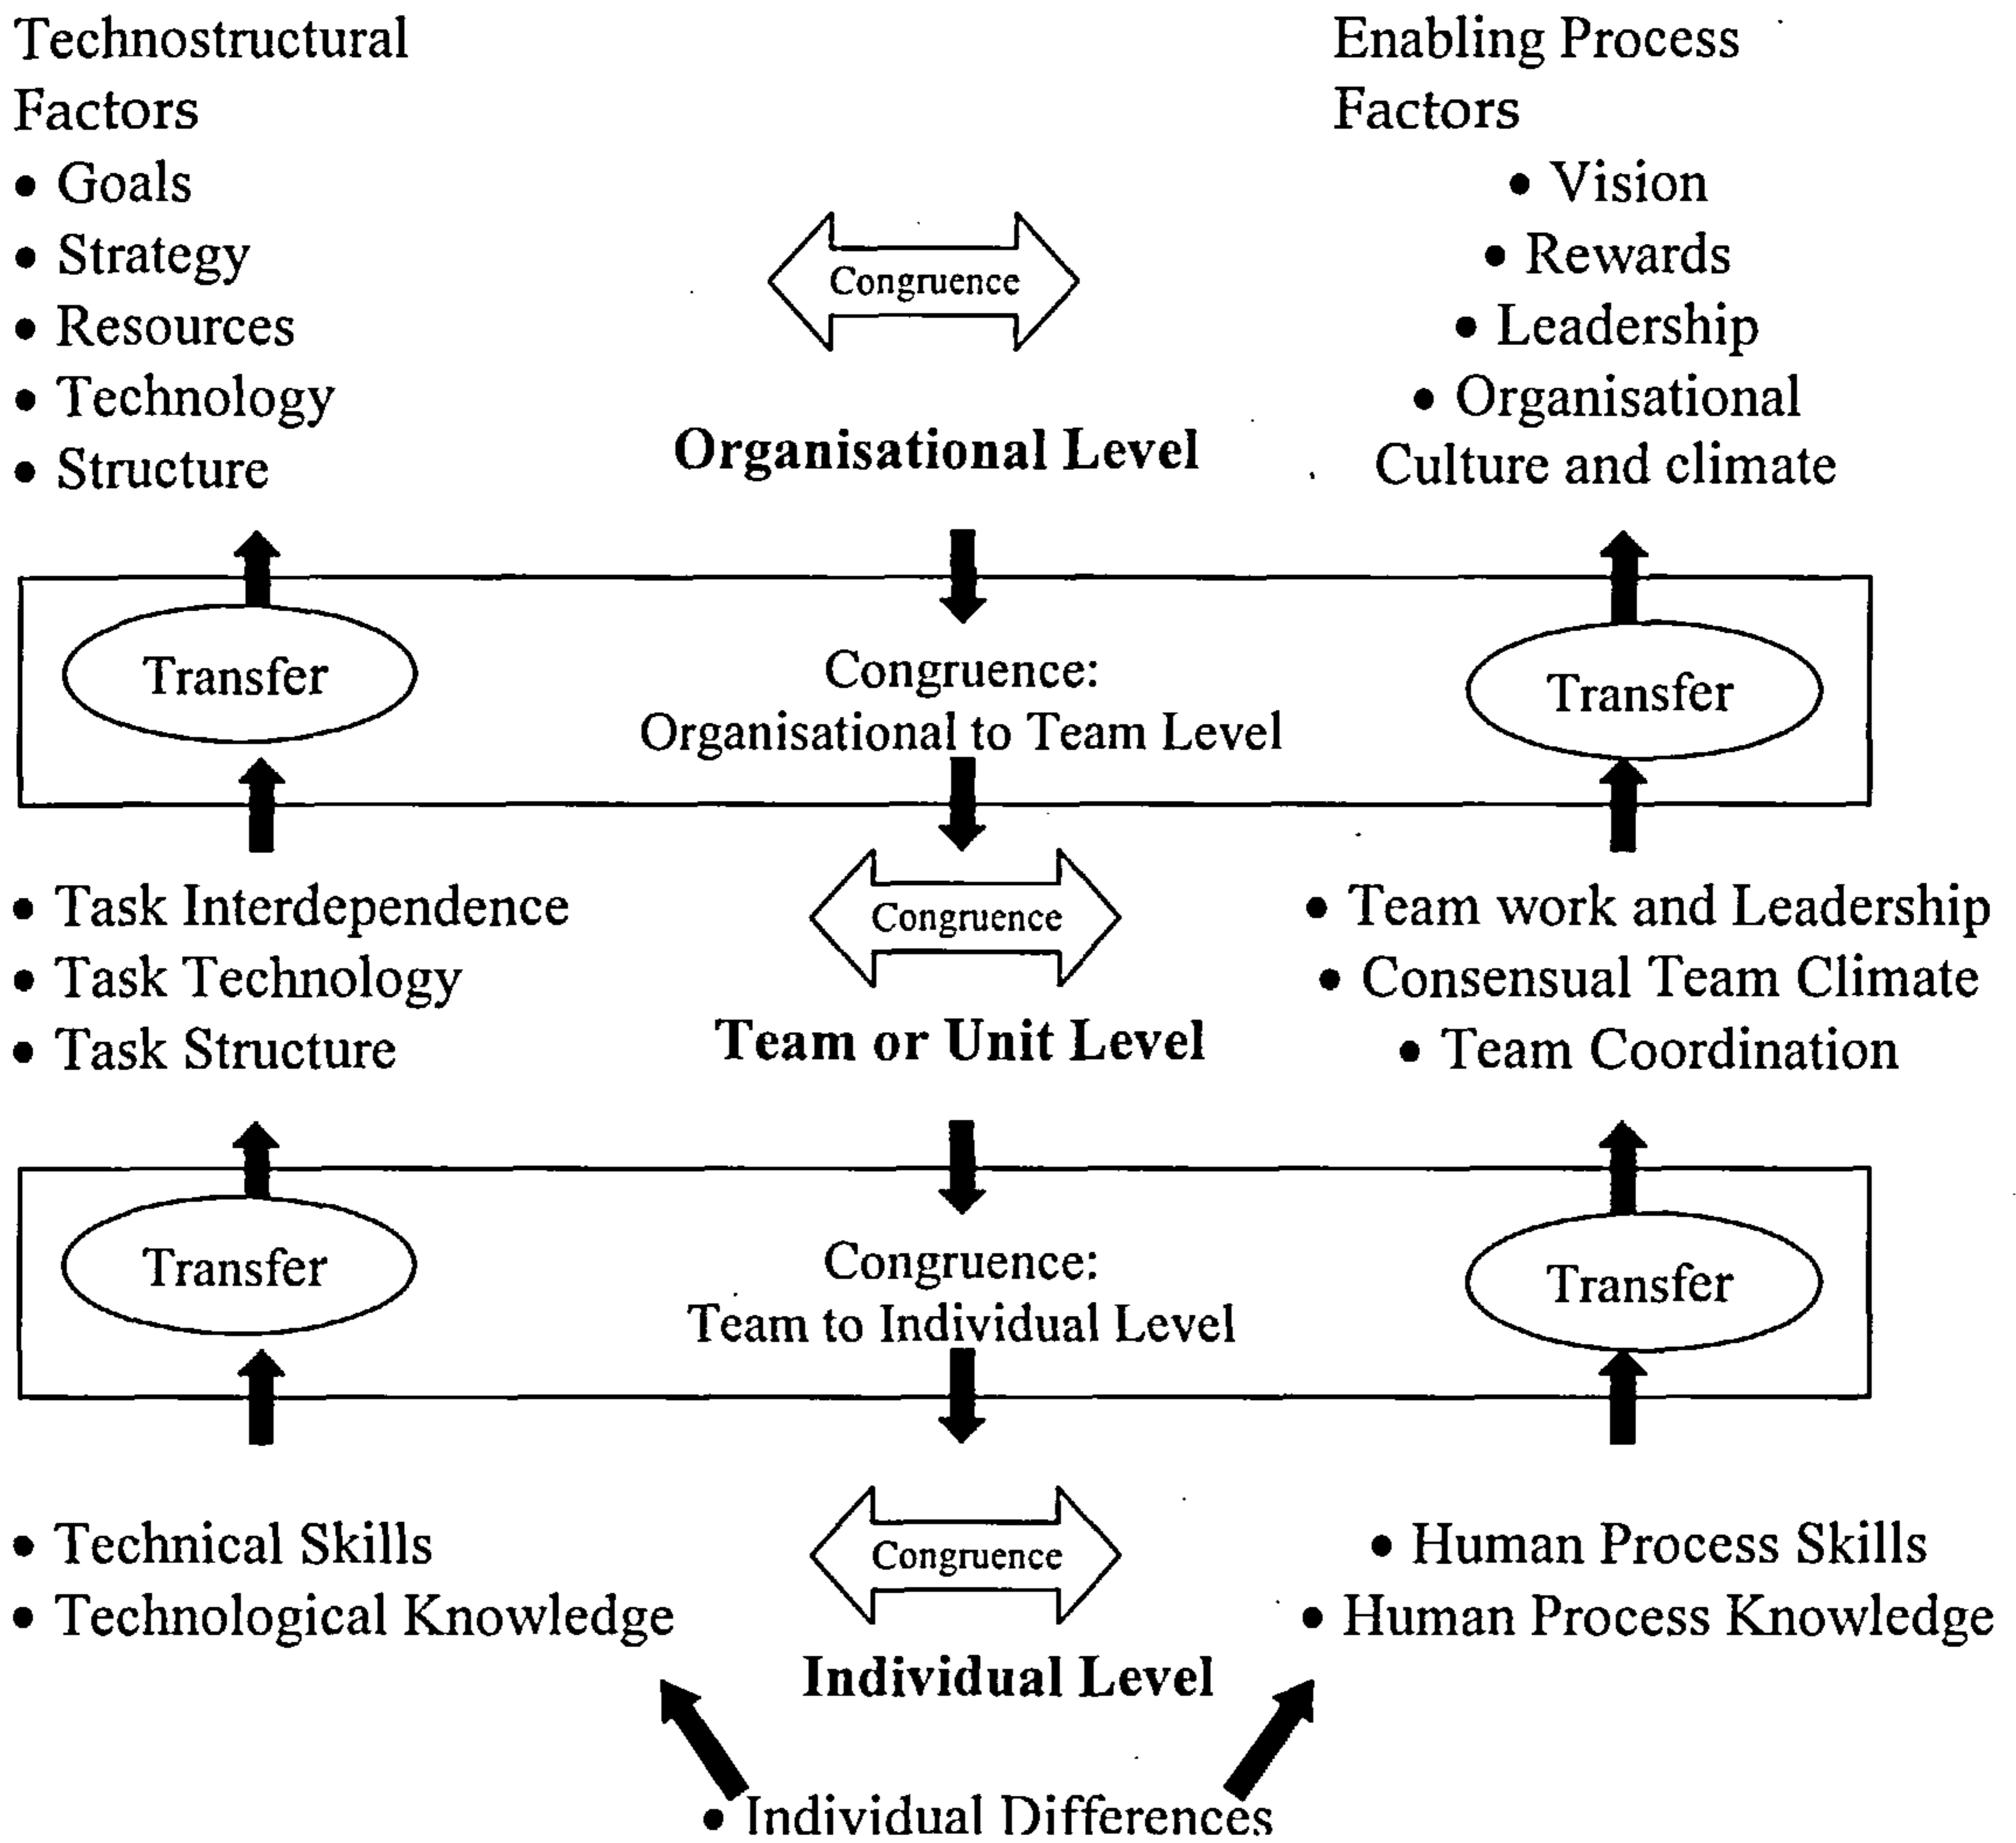 Technostructural
Factors
• Goals
• Strategy
• Resources
• Technology
• Structure
Enabling Process
Factors
• Vision
• Rewards
• Leadership
• Organisational
Culture and climate
Congruence
Organisational Level
Transfer
Congruence:
Organisational to Team Level
Transfer
• Task Interdependence
• Task Technology
• Task Structure
Congruence
Team or Unit Level
• Team work and Leadership
• Consensual Team Climate
• Team Coordination
Transfer
Congruence:
Team to Individual Level
Transfer
• Technical Skills
• Technological Knowledge
Congruence
Individual Level
• Human Process Skills
• Human Process Knowledge
• Individual Differences